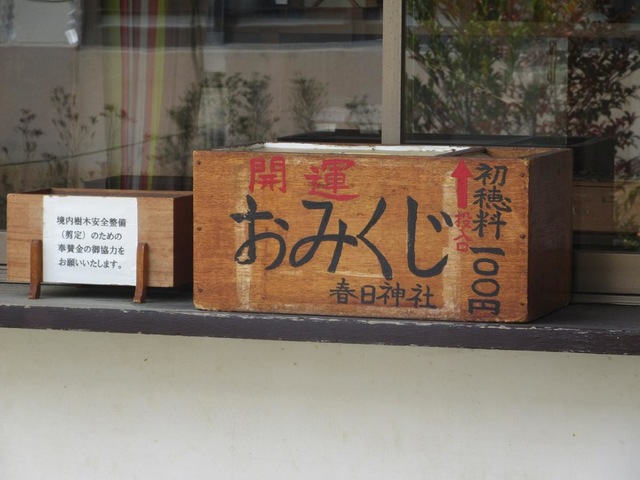 境内樹木安全整備
（剪定）のための
奉賛金の御協力を
お願いいたします。
開運
おみくじ
春日神社
投入口
初穂料一〇〇円